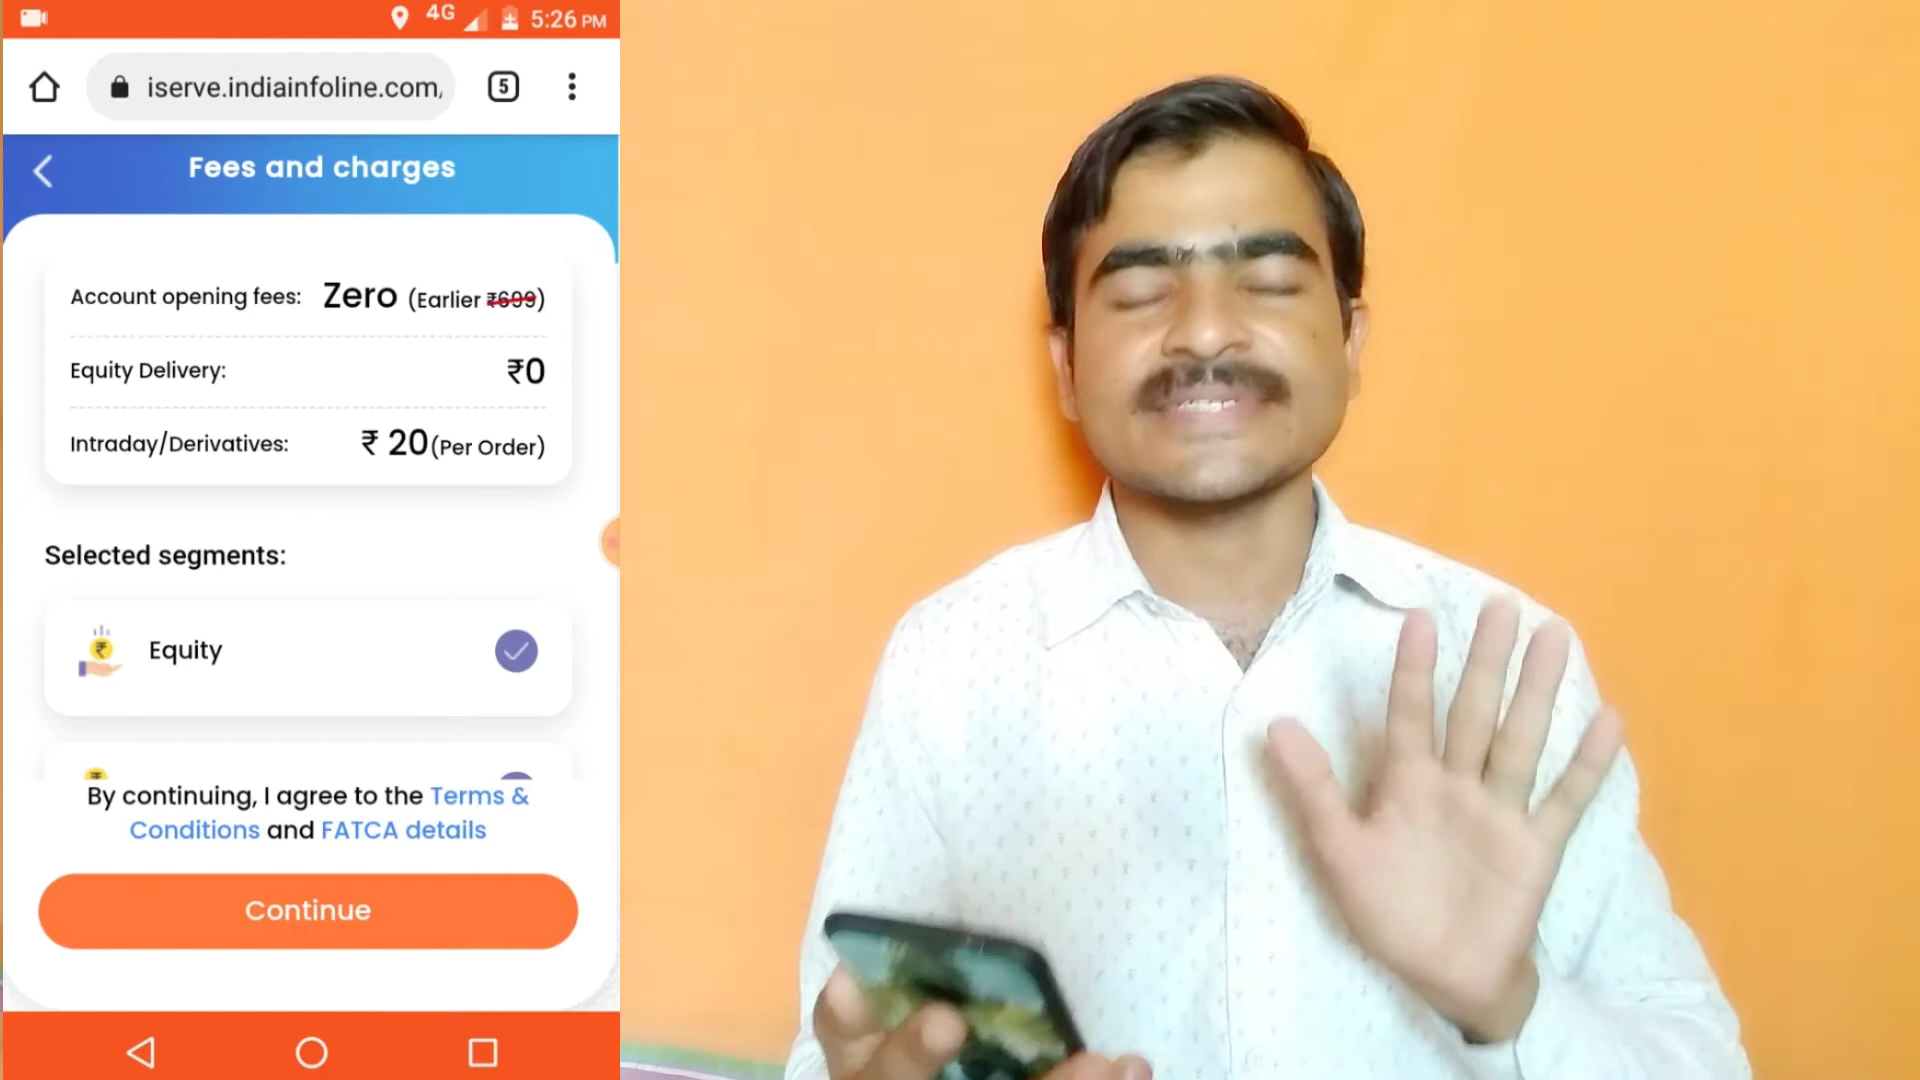 4G 5:26 PM
iserve.indiainfoline.com/
5
Fees and charges
Account opening fees: Zero (Earlier ₹699)
Equity Delivery: ₹0
Intraday/Derivatives: ₹ 20 (Per Order)
Selected segments:
Equity
By continuing, I agree to the Terms &
Conditions and FATCA details
Continue